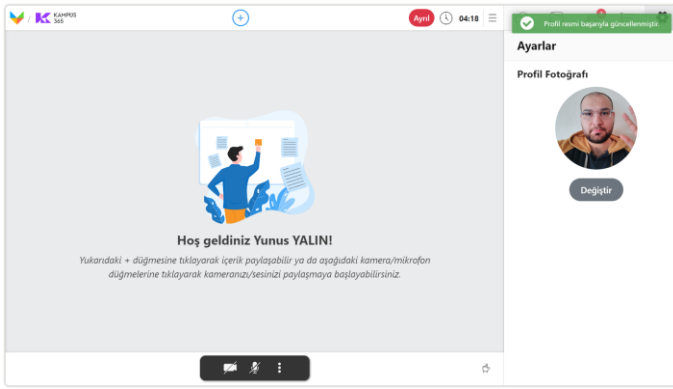 KAMPÜS
365
Ayrıl
04:18
Profil resmi başarıyla güncellenmiştir.
Ayarlar
Profil Fotoğrafı
Değiştir
Hoş geldiniz Yunus YALIN!
Yukarıdaki + düğmesine tıklayarak içerik paylaşabilir ya da aşağıdaki kamera/mikrofon
düğmelerine tıklayarak kameranızı/sesinizi paylaşmaya başlayabilirsiniz.